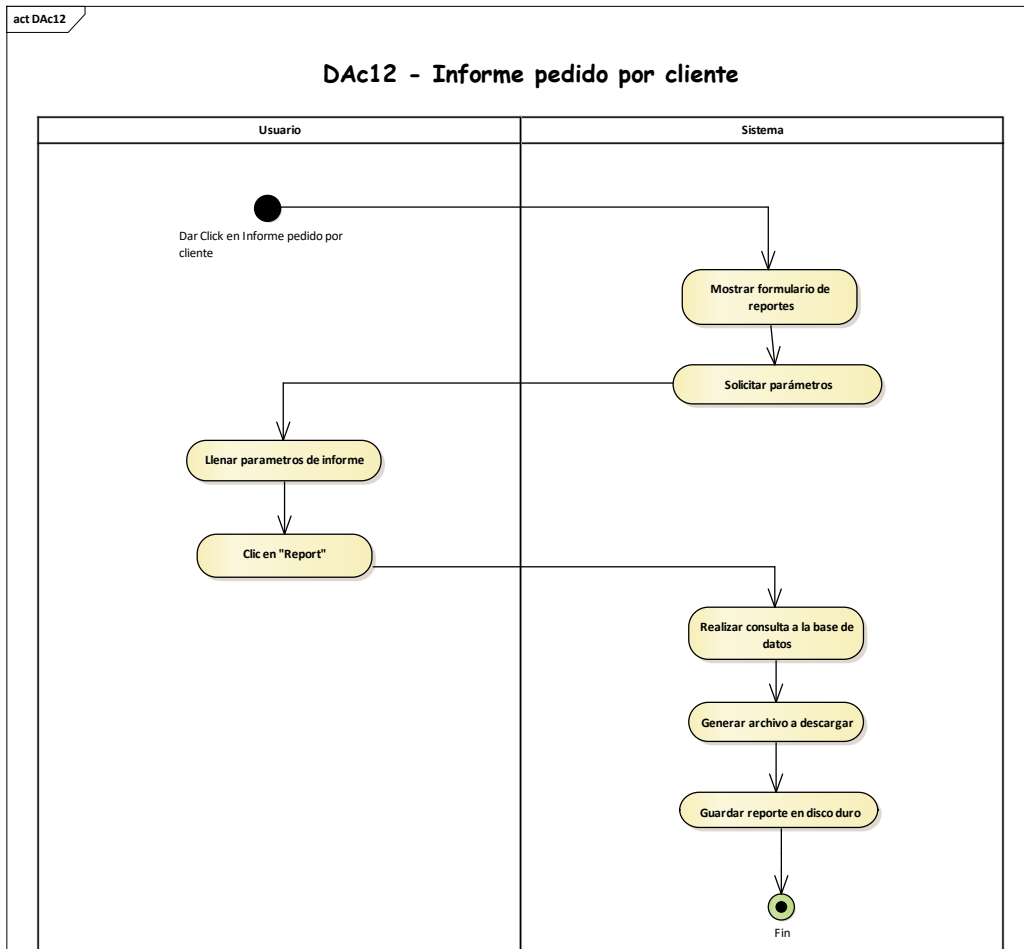 act DAc12
DAc12 - Informe pedido por cliente
Usuario
Sistema
Dar Click en Informe pedido por
cliente
Mostrar formulario de
reportes
Solicitar parámetros
Llenar parametros de informe
Clic en "Report"
Realizar consulta a la base de
datos
Generar archivo a descargar
Guardar reporte en disco duro
Fin